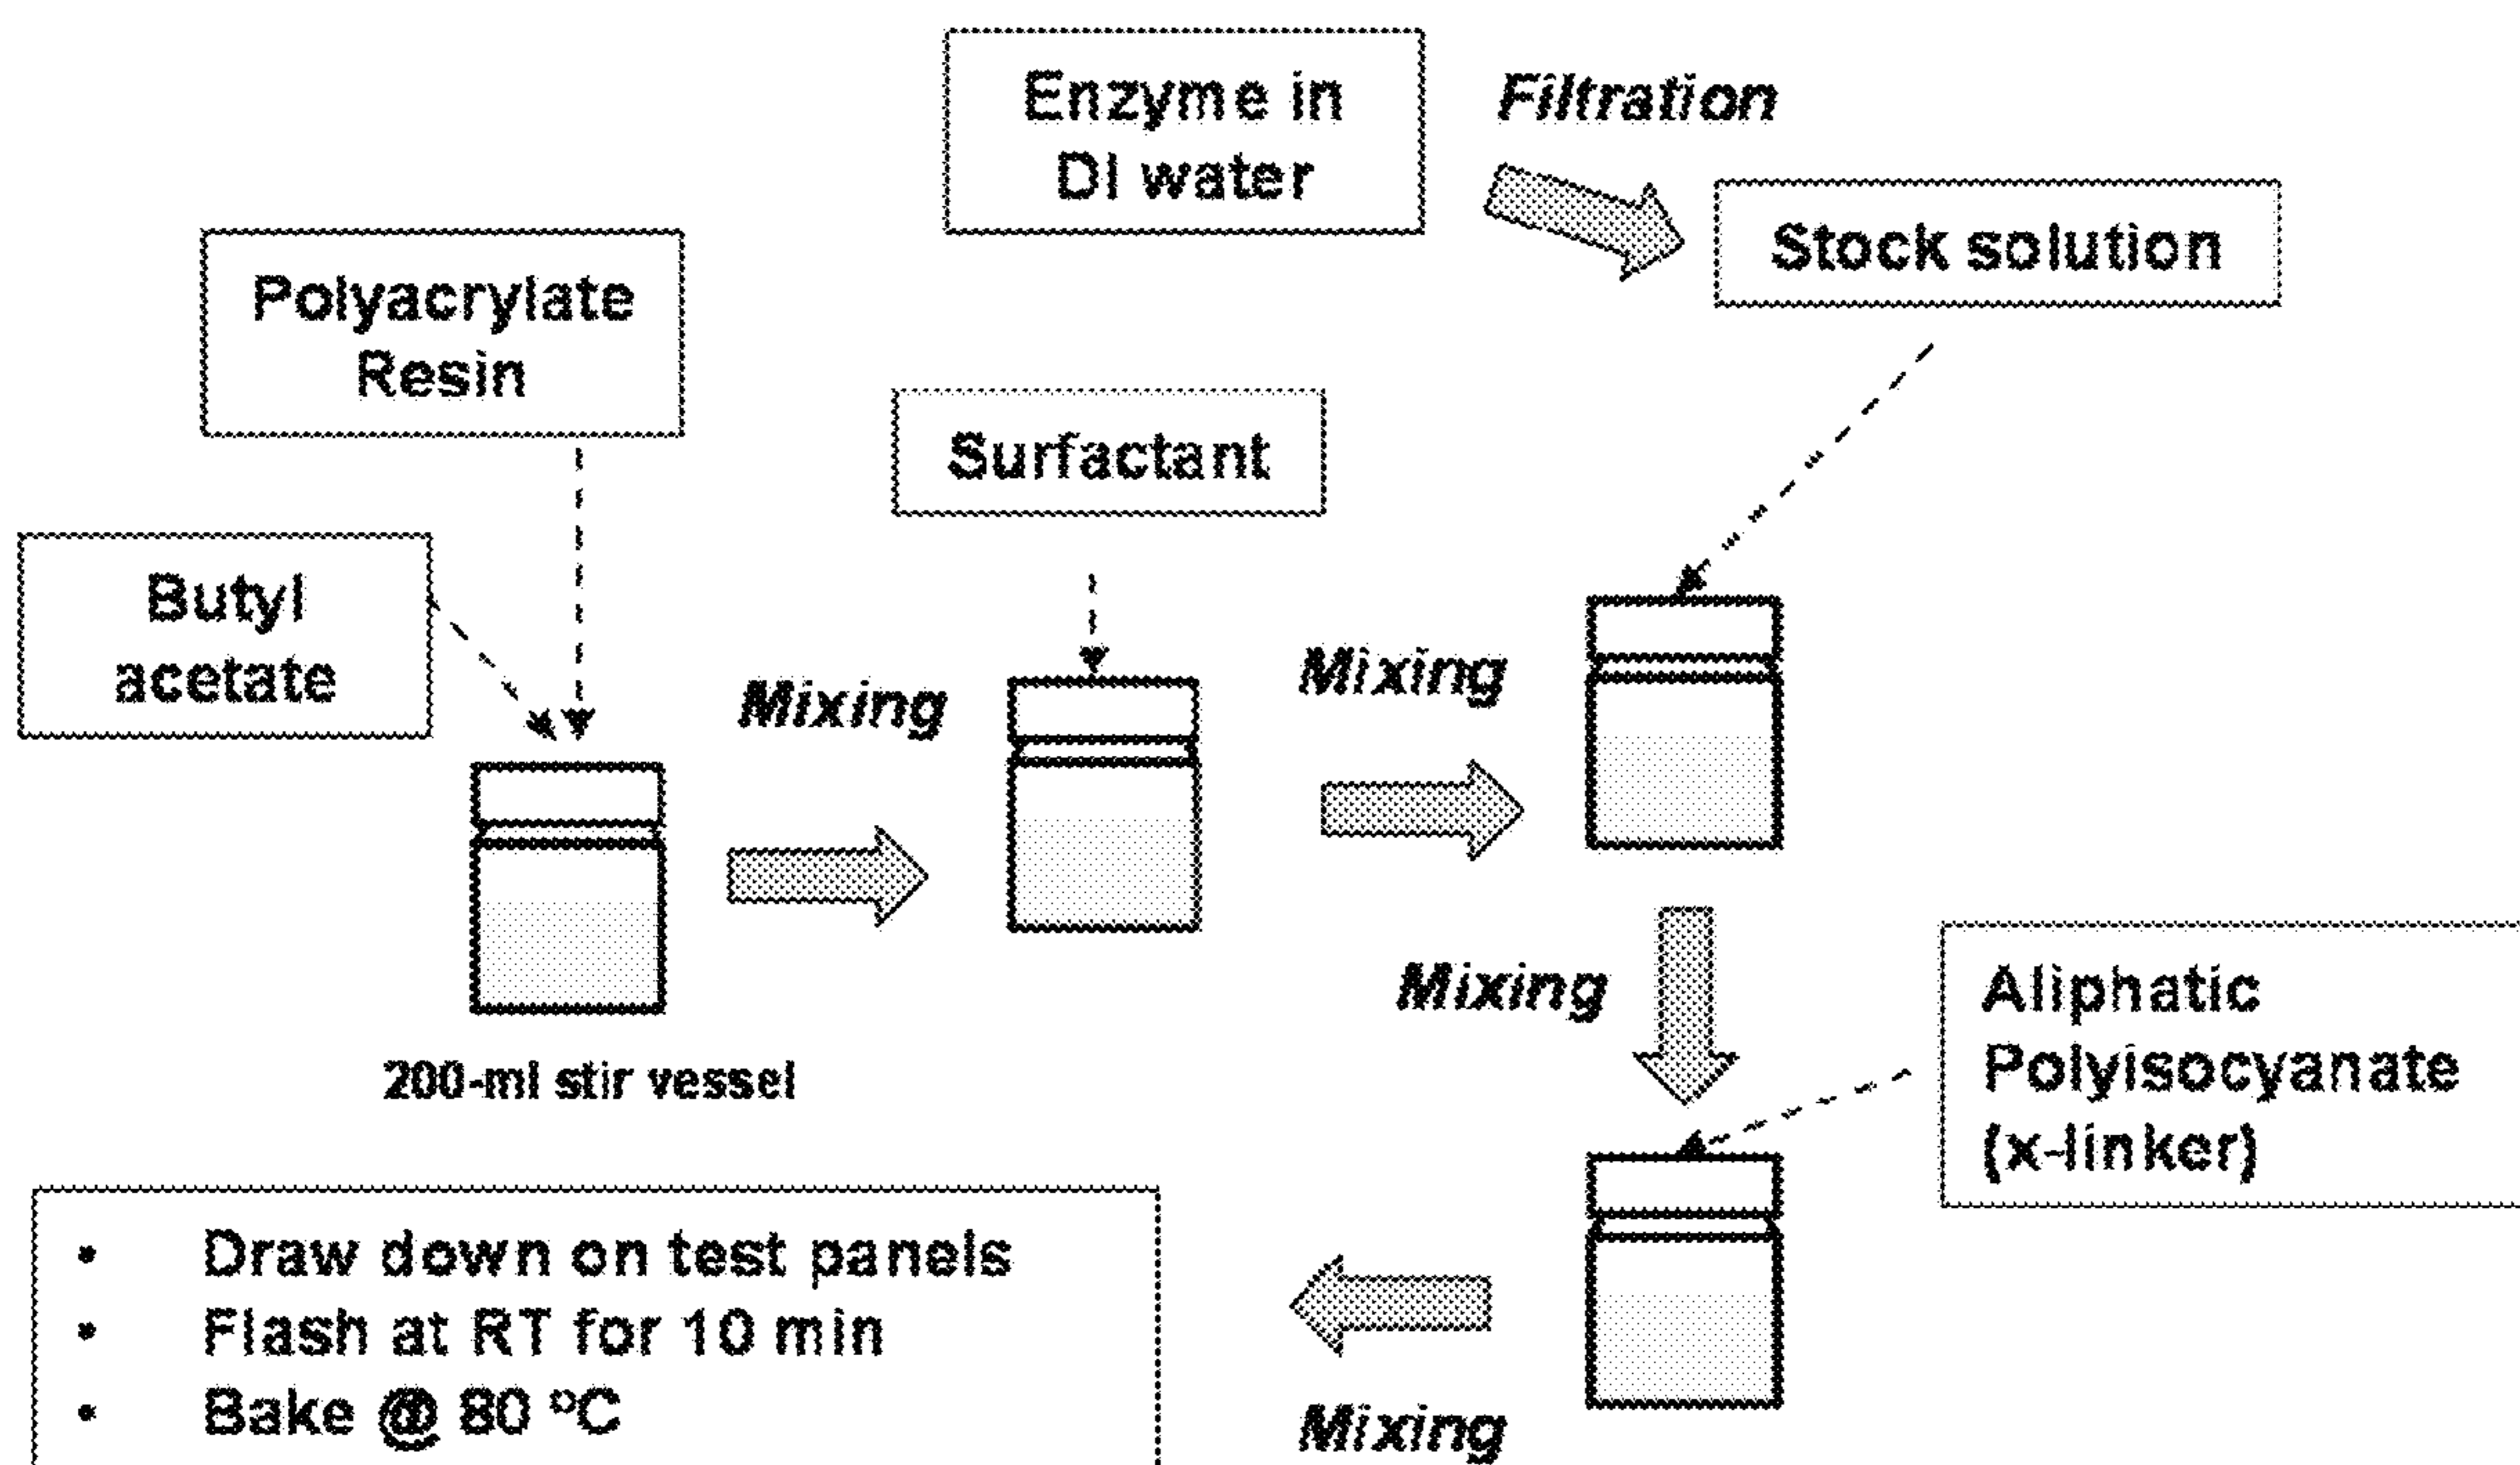 Enzyme in
DI water
Filtration
Stock solution
Polyacrylate
Resin
Surfactant
Butyl
acetate
Mixing
Mixing
200-ml stir vessel
Mixing
Aliphatic
Polyisocyanate
(x-linker)
• Draw down on test panels
• Flash at RT for 10 min
• Bake @ 80 °C
Mixing